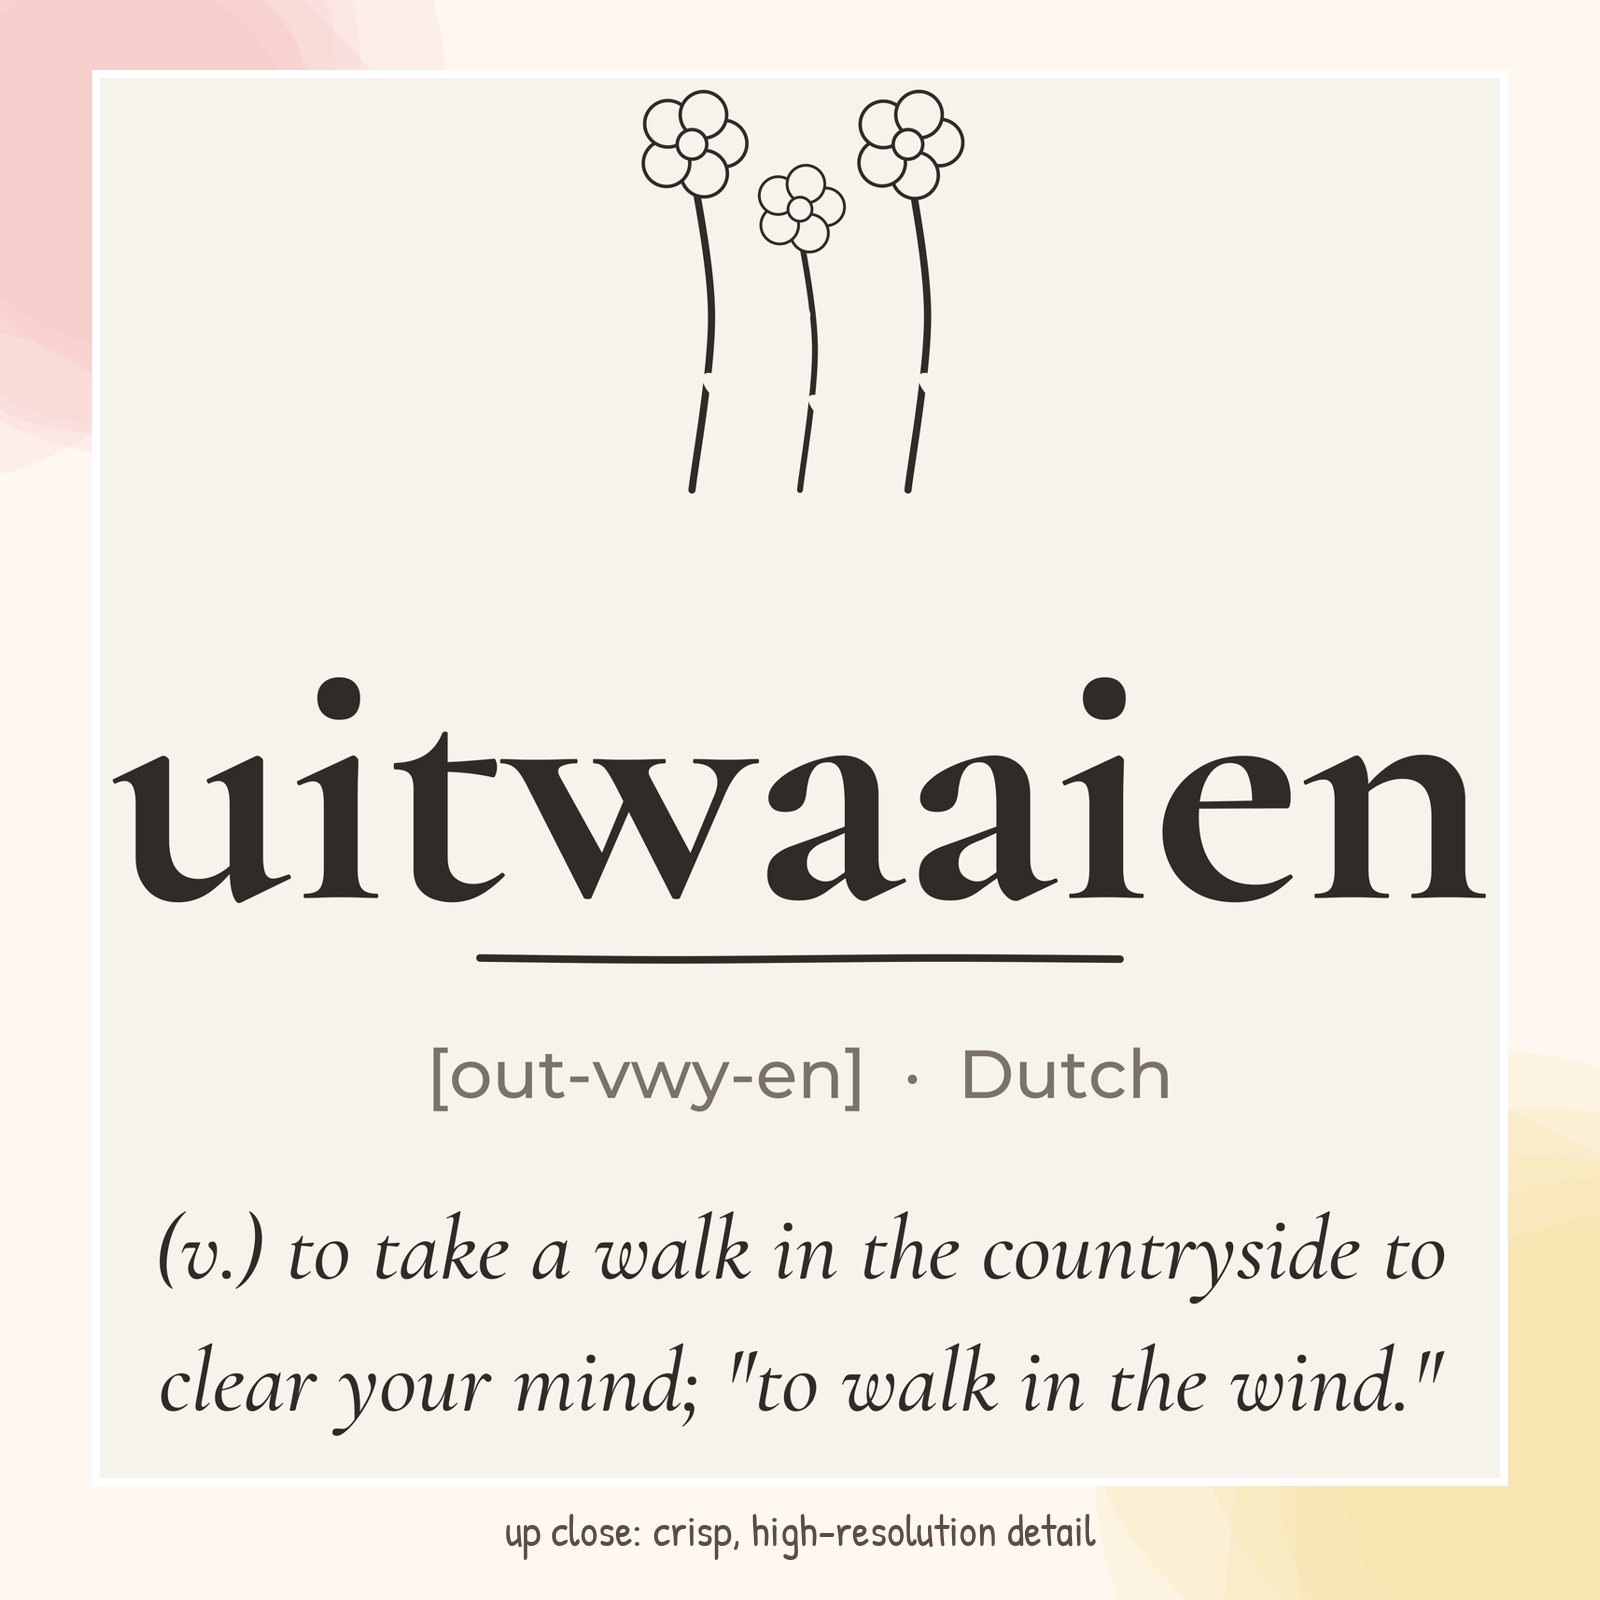 uitwaaien
[out-vwy-en] · Dutch
(v.) to take a walk in the countryside to
clear your mind; "to walk in the wind."
up close: crisp, high-resolution detail